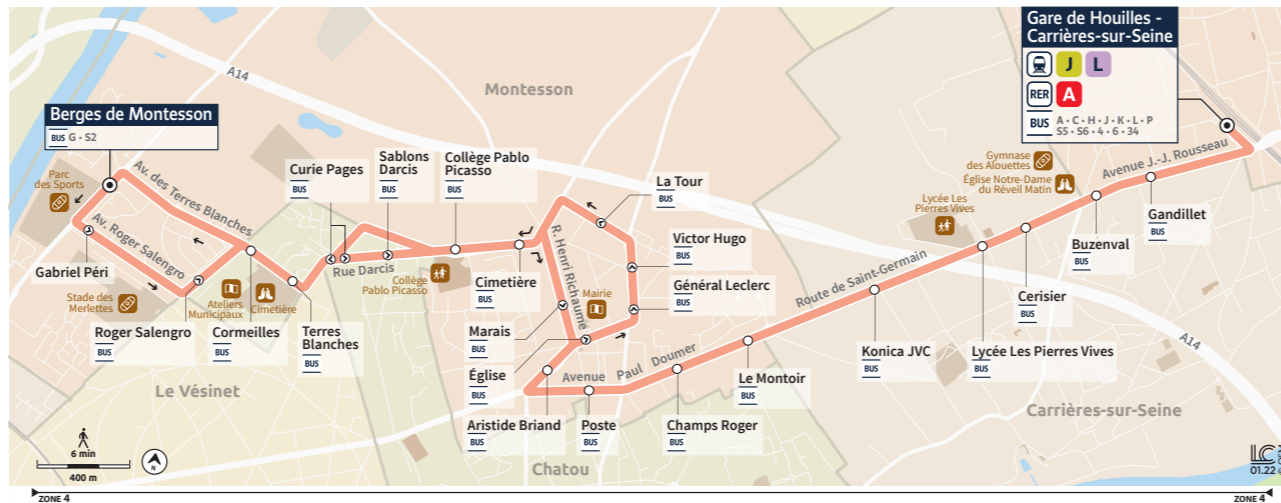 Gare de Houilles -
Carrières-sur-Seine
J L
RER A
BUS A • C • H • J • K • L • P
S5 • S6 • 4 • 6 • 34
A14
Montesson
Berges de Montesson
BUS G • S2
Parc
des Sports
Av. des Terres Blanches
Av. Roger Salengro
Gabriel Péri
BUS
Stade des
Merlettes
Curie Pages
BUS
Sablons
Darcis
BUS
Collège Pablo
Picasso
BUS
La Tour
BUS
Gymnase
des Alouettes
Église Notre-Dame
du Réveil Matin
Avenue J.-J. Rousseau
Lycée Les
Pierres Vives
Gandillet
BUS
Buzenval
BUS
Victor Hugo
BUS
Rue Darcis
Collège
Pablo Picasso
Cimetière
BUS
R. Henri Richaume
Mairie
Général Leclerc
BUS
Route de Saint-Germain
Cerisier
BUS
Ateliers
Municipaux
Cimetière
Roger Salengro
BUS
Cormeilles
BUS
Terres
Blanches
BUS
Marais
BUS
Église
BUS
Konica JVC
BUS
Lycée Les Pierres Vives
BUS
A14
Avenue Paul Doumer
Le Montoir
BUS
Le Vésinet
Carrières-sur-Seine
Aristide Briand
BUS
Poste
BUS
Champs Roger
BUS
Chatou
6 min
400 m
N
LC
01.22
ZONE 4
ZONE 4